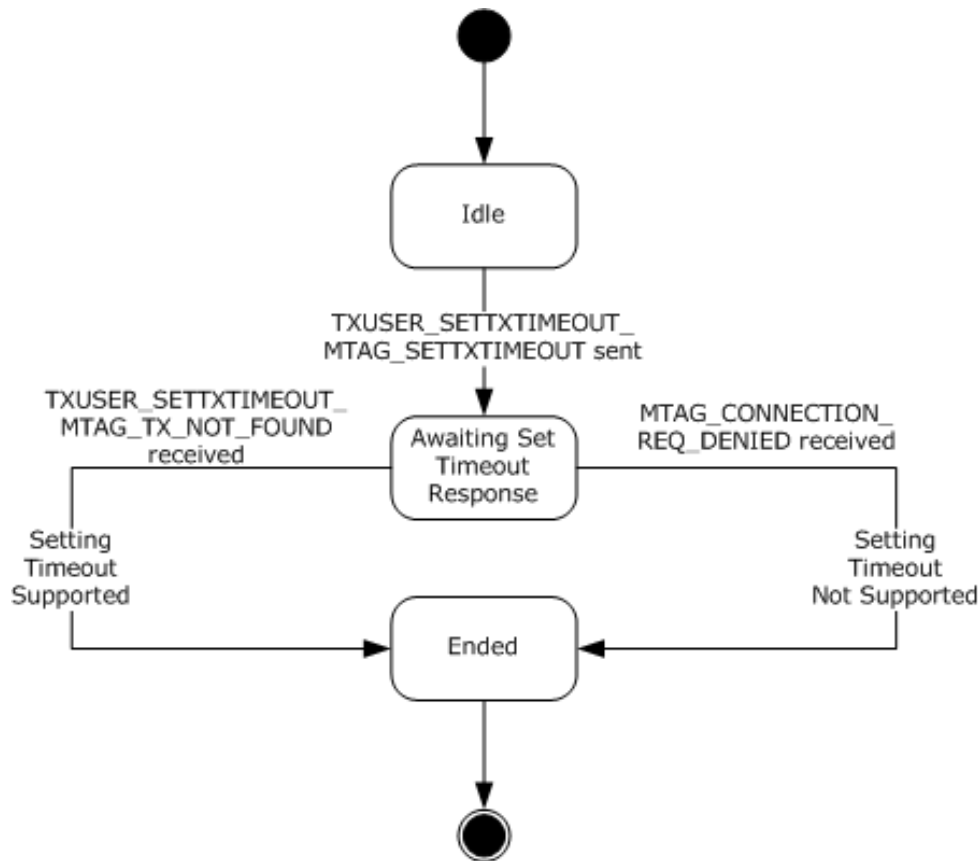 Idle
TXUSER_SETTXTIMEOUT_
MTAG_SETTXTIMEOUT sent
TXUSER_SETTXTIMEOUT_
MTAG_TX_NOT_FOUND
received
Awaiting Set
Timeout
Response
MTAG_CONNECTION_
REQ_DENIED received
Setting
Timeout
Supported
Setting
Timeout
Not Supported
Ended